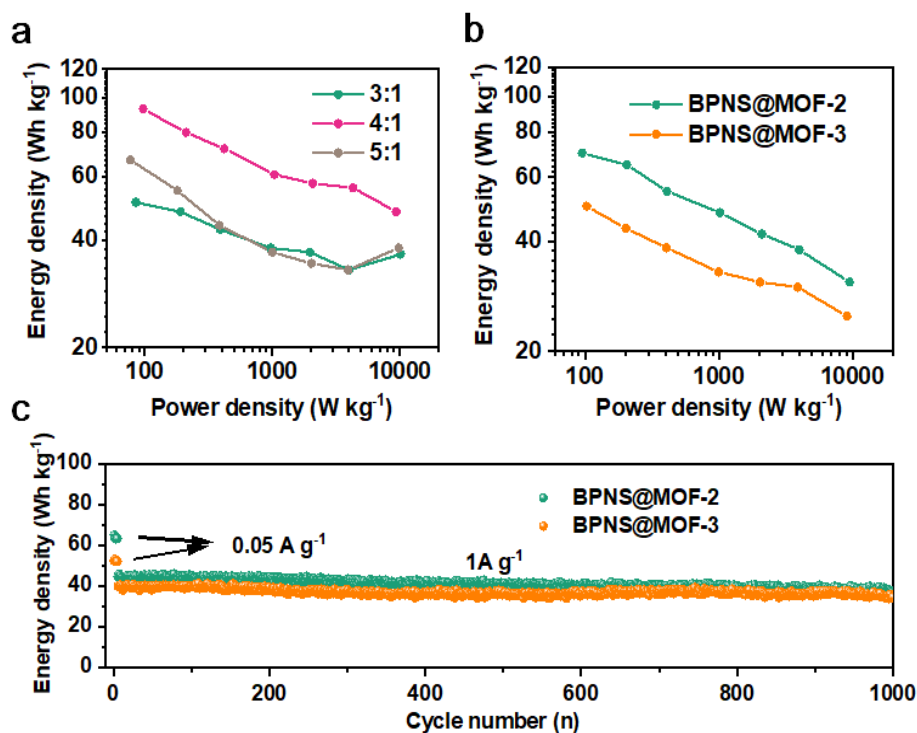 a
Energy density (Wh kg⁻¹)
120
100
80
60
40
20
3:1
4:1
5:1
100
1000
10000
Power density (W kg⁻¹)
b
Energy density (Wh kg⁻¹)
120
100
80
60
40
20
BPNS@MOF-2
BPNS@MOF-3
100
1000
10000
Power density (W kg⁻¹)
c
Energy density (Wh kg⁻¹)
100
80
60
40
20
0
BPNS@MOF-2
BPNS@MOF-3
0.05 A g⁻¹
1A g⁻¹
0
200
400
600
800
1000
Cycle number (n)